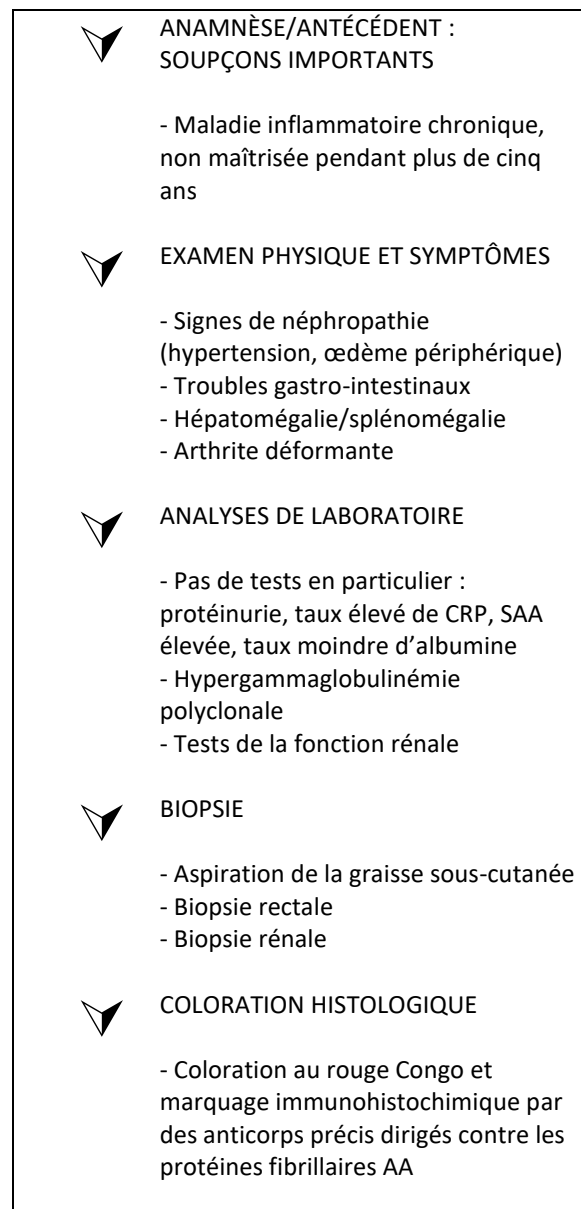 ANAMNÈSE/ANTÉCÉDENT :
SOUPÇONS IMPORTANTS
- Maladie inflammatoire chronique,
non maîtrisée pendant plus de cinq
ans
EXAMEN PHYSIQUE ET SYMPTÔMES
- Signes de néphropathie
(hypertension, œdème périphérique)
- Troubles gastro-intestinaux
- Hépatomégalie/splénomégalie
- Arthrite déformante
ANALYSES DE LABORATOIRE
- Pas de tests en particulier :
protéinurie, taux élevé de CRP, SAA
élevée, taux moindre d’albumine
- Hypergammaglobulinémie
polyclonale
- Tests de la fonction rénale
BIOPSIE
- Aspiration de la graisse sous-cutanée
- Biopsie rectale
- Biopsie rénale
COLORATION HISTOLOGIQUE
- Coloration au rouge Congo et
marquage immunohistochimique par
des anticorps précis dirigés contre les
protéines fibrillaires AA